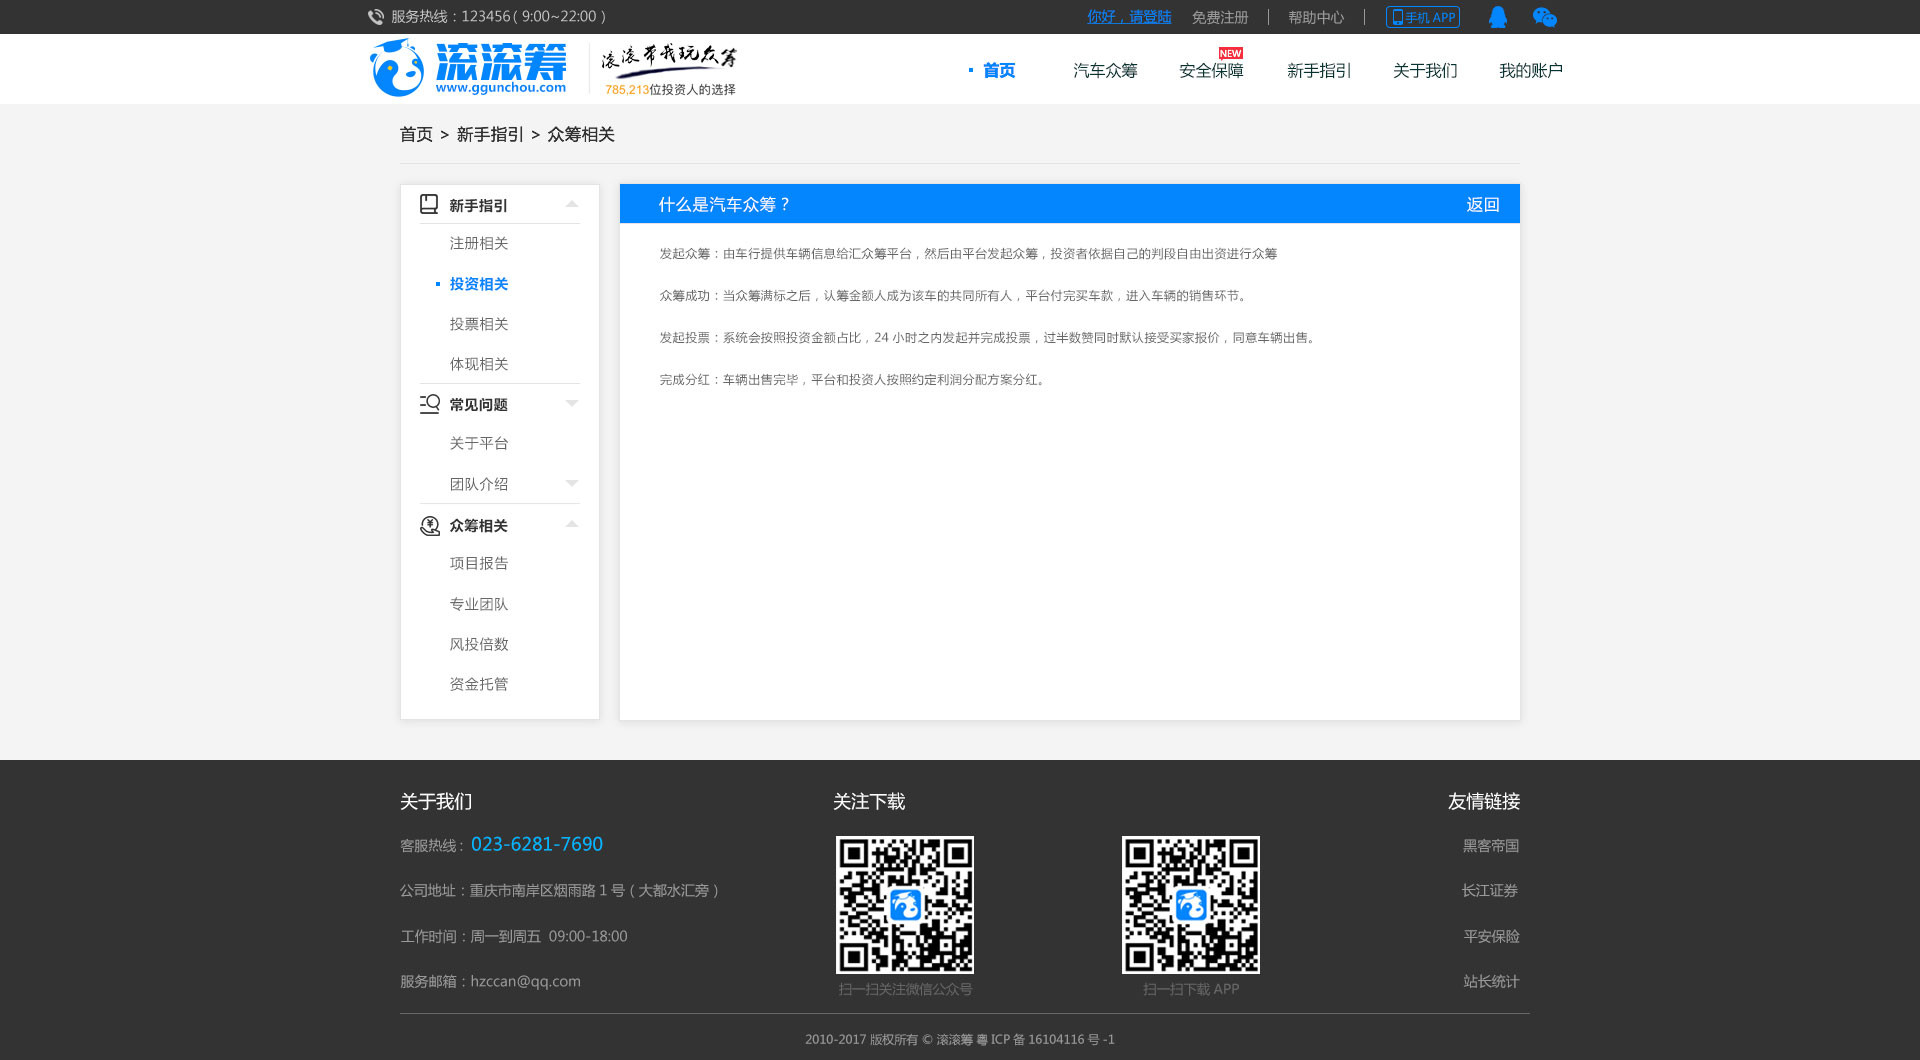 服务热线：123456 ( 9:00~22:00 )
你好，请登陆 免费注册 帮助中心 手机 APP
滚滚筹
www.ggunchou.com
滚滚带我玩众筹
785,213位投资人的选择
首页 汽车众筹 安全保障 NEW 新手指引 关于我们 我的账户
首页 > 新手指引 > 众筹相关
新手指引
注册相关
投资相关
投票相关
体现相关
常见问题
关于平台
团队介绍
众筹相关
项目报告
专业团队
风投倍数
资金托管
什么是汽车众筹？ 返回
发起众筹：由车行提供车辆信息给汇众筹平台，然后由平台发起众筹，投资者依据自己的判段自由出资进行众筹
众筹成功：当众筹满标之后，认筹金额人成为该车的共同所有人，平台付完买车款，进入车辆的销售环节。
发起投票：系统会按照投资金额占比，24 小时之内发起并完成投票，过半数赞同时默认接受买家报价，同意车辆出售。
完成分红：车辆出售完毕，平台和投资人按照约定利润分配方案分红。
关于我们
客服热线：023-6281-7690
公司地址：重庆市南岸区烟雨路 1 号 ( 大都水汇旁 )
工作时间：周一到周五 09:00-18:00
服务邮箱：hzccan@qq.com
关注下载
扫一扫关注微信公众号
扫一扫下载 APP
友情链接
黑客帝国
长江证券
平安保险
站长统计
2010-2017 版权所有 © 滚滚筹 粤 ICP 备 16104116 号 -1